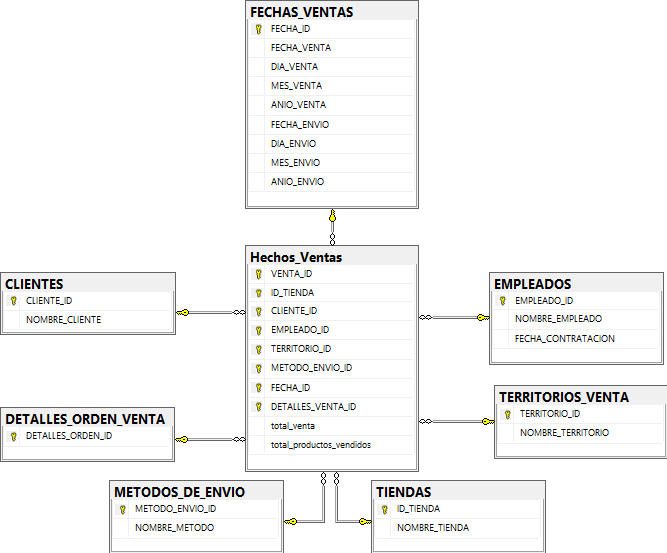 FECHAS_VENTAS
FECHA_ID
FECHA_VENTA
DIA_VENTA
MES_VENTA
ANIO_VENTA
FECHA_ENVIO
DIA_ENVIO
MES_ENVIO
ANIO_ENVIO
Hechos_Ventas
VENTA_ID
ID_TIENDA
CLIENTE_ID
EMPLEADO_ID
TERRITORIO_ID
METODO_ENVIO_ID
FECHA_ID
DETALLES_VENTA_ID
total_venta
total_productos_vendidos
CLIENTES
CLIENTE_ID
NOMBRE_CLIENTE
EMPLEADOS
EMPLEADO_ID
NOMBRE_EMPLEADO
FECHA_CONTRATACION
DETALLES_ORDEN_VENTA
DETALLES_ORDEN_ID
TERRITORIOS_VENTA
TERRITORIO_ID
NOMBRE_TERRITORIO
METODOS_DE_ENVIO
METODO_ENVIO_ID
NOMBRE_METODO
TIENDAS
ID_TIENDA
NOMBRE_TIENDA